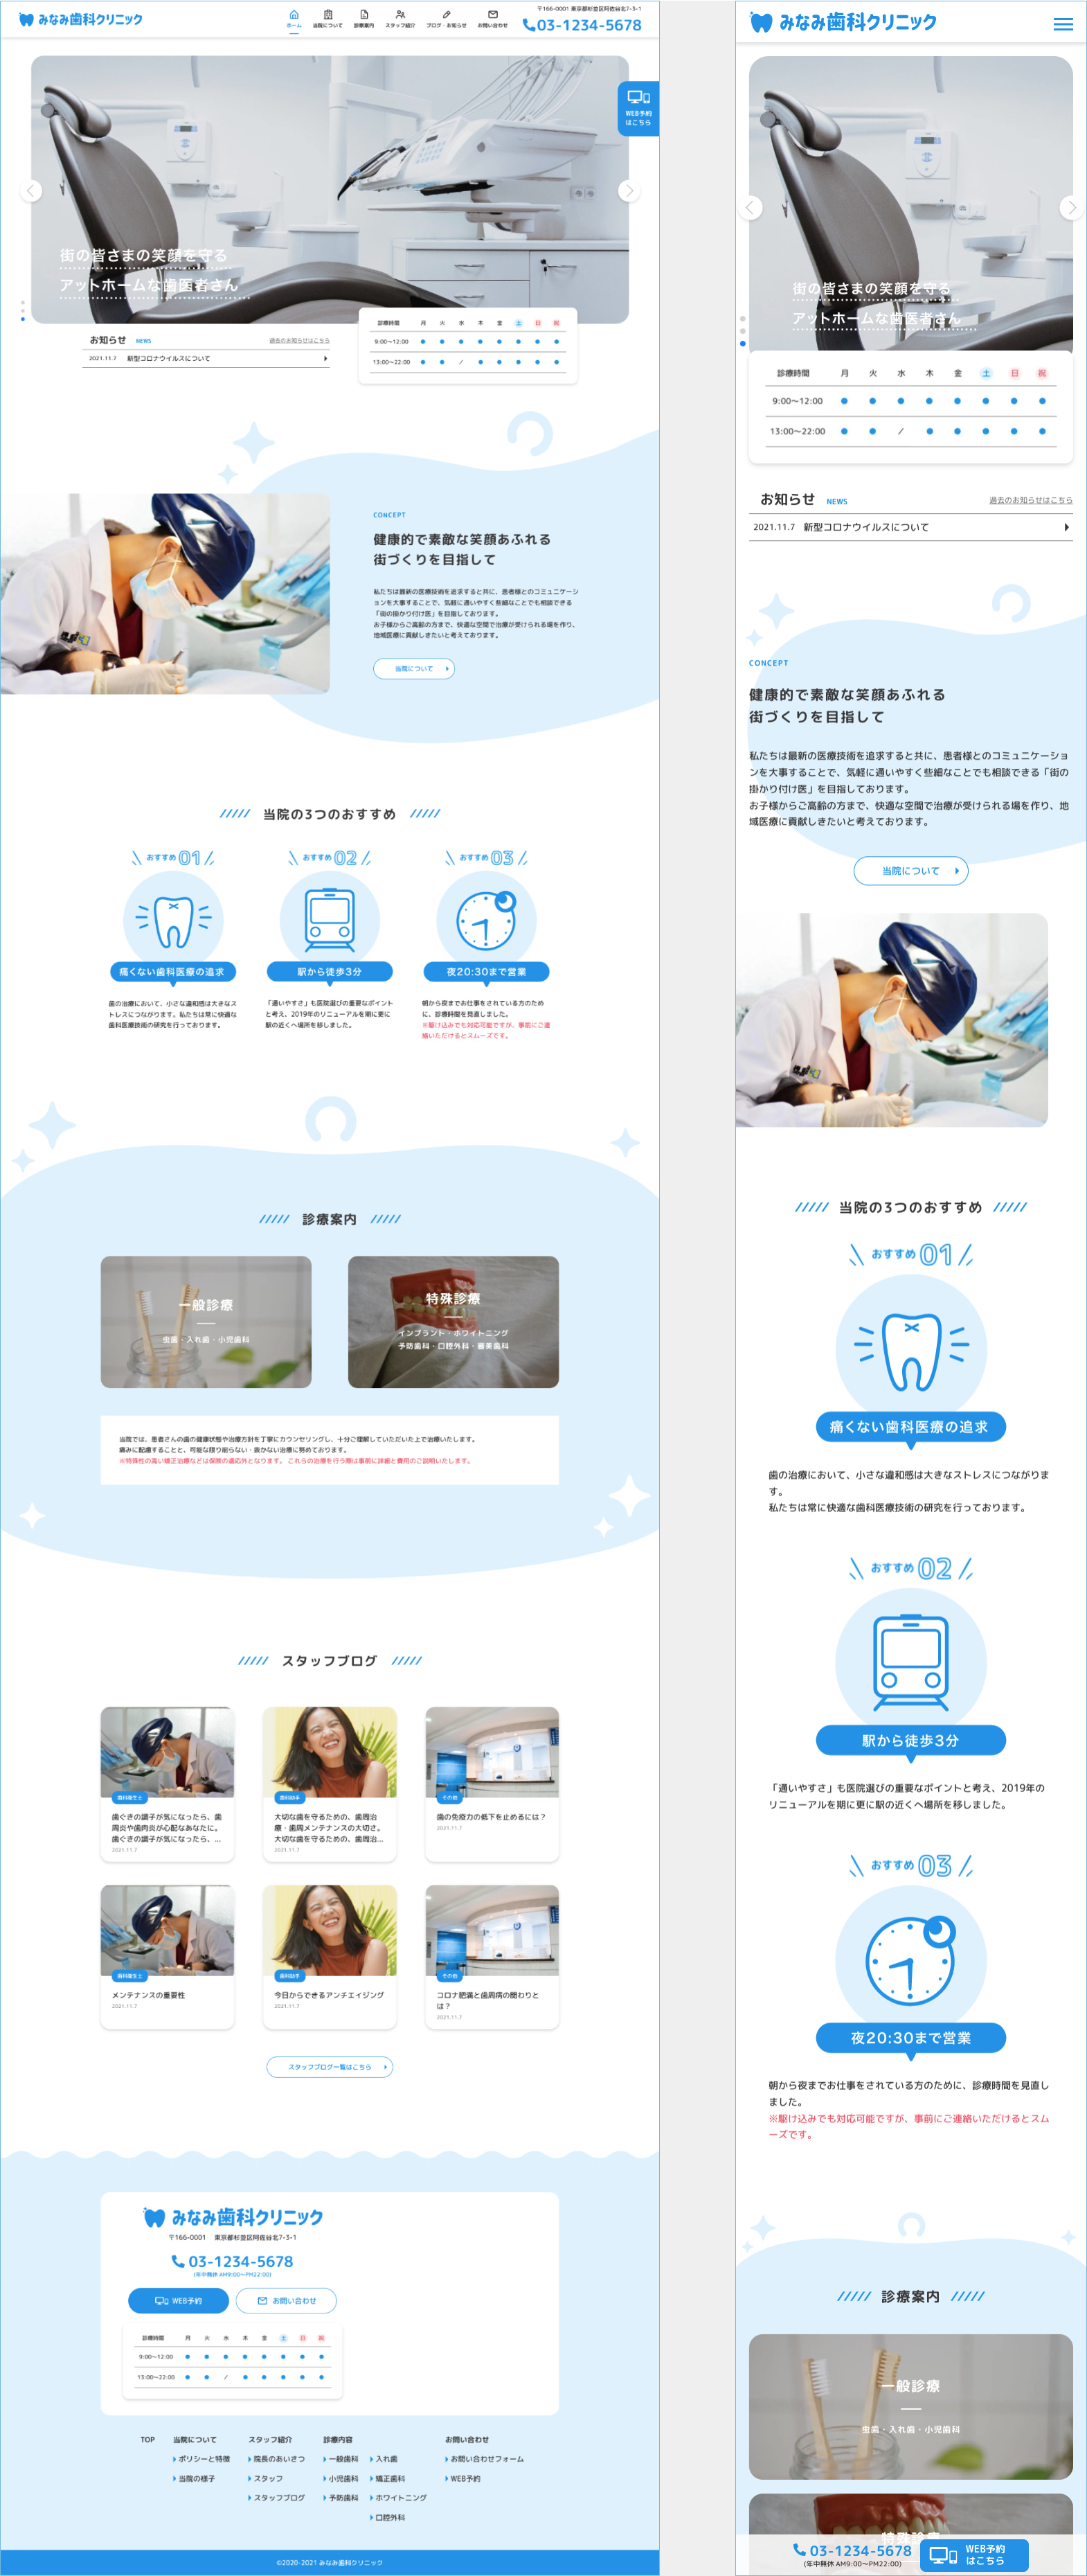 みなみ歯科クリニック
ホーム 当院について 診療案内 スタッフ紹介 ブログ・お知らせ お問い合わせ
〒166-0001 東京都杉並区阿佐谷北7-3-1
03-1234-5678
WEB予約
はこちら
街の皆さまの笑顔を守る
アットホームな歯医者さん
診療時間 月 火 水 木 金 土 日 祝
9:00〜12:00 ● ● ● ● ● ● ● ●
13:00〜22:00 ● ● / ● ● ● ● ●
お知らせ NEWS 過去のお知らせはこちら
2021.11.7 新型コロナウイルスについて
CONCEPT
健康的で素敵な笑顔あふれる
街づくりを目指して
私たちは最新の医療技術を追求すると共に、患者様とのコミュニケーシ
ョンを大事することで、気軽に通いやすく些細なことでも相談できる
「街の掛かり付け医」を目指しております。
お子様からご高齢の方まで、快適な空間で治療が受けられる場を作り、
地域医療に貢献しきたいと考えております。
当院について
当院の3つのおすすめ
おすすめ 01
痛くない歯科医療の追求
歯の治療において、小さな違和感は大きなス
トレスにつながります。私たちは常に快適な
歯科医療技術の研究を行っております。
おすすめ 02
駅から徒歩3分
「通いやすさ」も医院選びの重要なポイント
と考え、2019年のリニューアルを期に更に
駅の近くへ場所を移しました。
おすすめ 03
夜20:30まで営業
朝から夜までお仕事をされている方のため
に、診療時間を見直しました。
※駆け込みでも対応可能ですが、事前にご連
絡いただけるとスムーズです。
診療案内
一般診療
虫歯・入れ歯・小児歯科
特殊診療
インプラント・ホワイトニング
予防歯科・口腔外科・審美歯科
当院では、患者さんの歯の健康状態や治療方針を丁寧にカウンセリングし、十分ご理解していただいた上で治療いたします。
痛みに配慮することと、可能な限り削らない・抜かない治療に努めております。
※特殊性の高い矯正治療などは保険の適応外となります。 これらの治療を行う際は事前に詳細と費用のご説明いたします。
スタッフブログ
歯科衛生士
歯ぐきの調子が気になったら、歯
周炎や歯肉炎が心配なあなたに。
歯ぐきの調子が気になったら、...
2021.11.7
歯科助手
大切な歯を守るための、歯周治
療・歯周メンテナンスの大切さ。
大切な歯を守るための、歯周治...
2021.11.7
その他
歯の免疫力の低下を止めるには?
2021.11.7
歯科衛生士
メンテナンスの重要性
2021.11.7
歯科助手
今日からできるアンチエイジング
2021.11.7
その他
コロナ肥満と歯周病の関わりと
は?
2021.11.7
スタッフブログ一覧はこちら
みなみ歯科クリニック
〒166-0001 東京都杉並区阿佐谷北7-3-1
03-1234-5678
(年中無休 AM9:00〜PM22:00)
WEB予約 お問い合わせ
診療時間 月 火 水 木 金 土 日 祝
9:00〜12:00 ● ● ● ● ● ● ● ●
13:00〜22:00 ● ● / ● ● ● ● ●
TOP 当院について スタッフ紹介 診療内容 お問い合わせ
ポリシーと特徴 院長のあいさつ 一般歯科 入れ歯 お問い合わせフォーム
当院の様子 スタッフ 小児歯科 矯正歯科 WEB予約
スタッフブログ 予防歯科 ホワイトニング
口腔外科
©2020-2021 みなみ歯科クリニック
みなみ歯科クリニック
街の皆さまの笑顔を守る
アットホームな歯医者さん
診療時間 月 火 水 木 金 土 日 祝
9:00〜12:00 ● ● ● ● ● ● ● ●
13:00〜22:00 ● ● / ● ● ● ● ●
お知らせ NEWS 過去のお知らせはこちら
2021.11.7 新型コロナウイルスについて
CONCEPT
健康的で素敵な笑顔あふれる
街づくりを目指して
私たちは最新の医療技術を追求すると共に、患者様とのコミュニケーショ
ンを大事することで、気軽に通いやすく些細なことでも相談できる「街の
掛かり付け医」を目指しております。
お子様からご高齢の方まで、快適な空間で治療が受けられる場を作り、地
域医療に貢献しきたいと考えております。
当院について
当院の3つのおすすめ
おすすめ 01
痛くない歯科医療の追求
歯の治療において、小さな違和感は大きなストレスにつながりま
す。
私たちは常に快適な歯科医療技術の研究を行っております。
おすすめ 02
駅から徒歩3分
「通いやすさ」も医院選びの重要なポイントと考え、2019年の
リニューアルを期に更に駅の近くへ場所を移しました。
おすすめ 03
夜20:30まで営業
朝から夜までお仕事をされている方のために、診療時間を見直し
ました。
※駆け込みでも対応可能ですが、事前にご連絡いただけるとスム
ーズです。
診療案内
一般診療
虫歯・入れ歯・小児歯科
特殊診療
03-1234-5678
(年中無休 AM9:00〜PM22:00)
WEB予約
はこちら